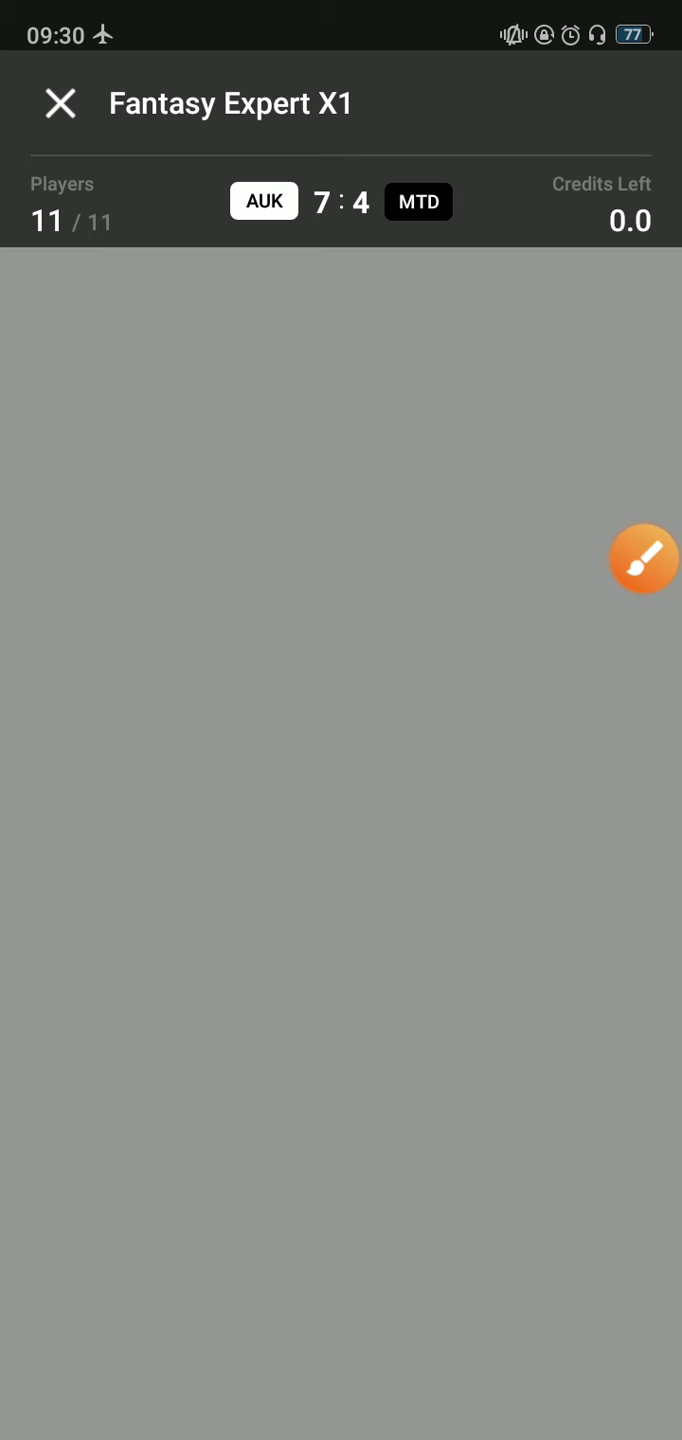 09:30
77
Fantasy Expert X1
Players
Credits Left
AUK 7 : 4 MTD
11 / 11
0.0